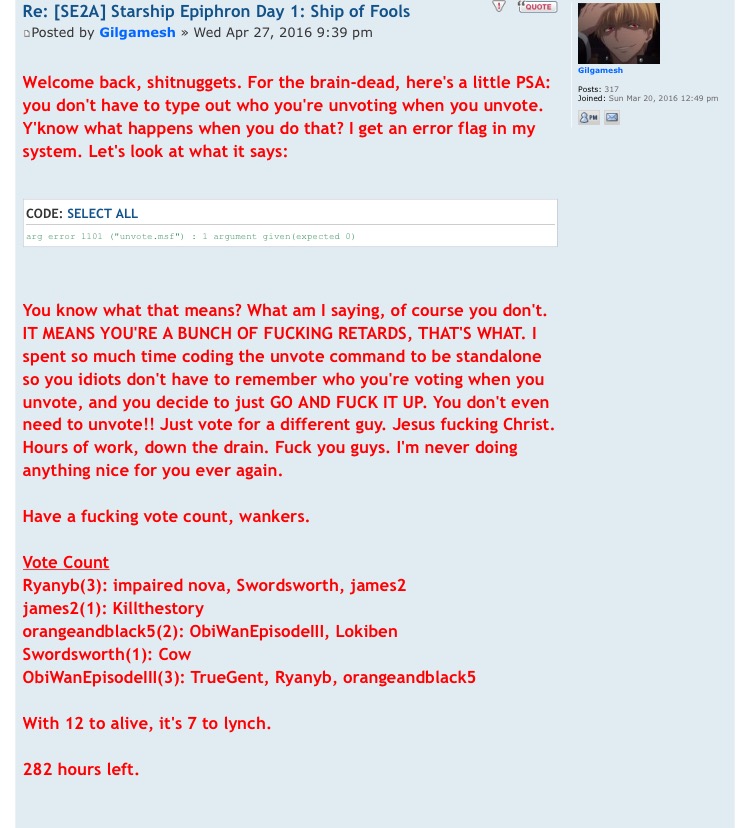 Re: [SE2A] Starship Epiphron Day 1: Ship of Fools
QUOTE
Posted by Gilgamesh » Wed Apr 27, 2016 9:39 pm
Gilgamesh
Posts: 317
Joined: Sun Mar 20, 2016 12:49 pm
PM
Welcome back, shitnuggets. For the brain-dead, here's a little PSA:
you don't have to type out who you're unvoting when you unvote.
Y'know what happens when you do that? I get an error flag in my
system. Let's look at what it says:
CODE: SELECT ALL
arg error 1101 ("unvote.msf") : 1 argument given(expected 0)
You know what that means? What am I saying, of course you don't.
IT MEANS YOU'RE A BUNCH OF FUCKING RETARDS, THAT'S WHAT. I
spent so much time coding the unvote command to be standalone
so you idiots don't have to remember who you're voting when you
unvote, and you decide to just GO AND FUCK IT UP. You don't even
need to unvote!! Just vote for a different guy. Jesus fucking Christ.
Hours of work, down the drain. Fuck you guys. I'm never doing
anything nice for you ever again.
Have a fucking vote count, wankers.
Vote Count
Ryanyb(3): impaired nova, Swordsworth, james2
james2(1): Killthestory
orangeandblack5(2): ObiWanEpisodeIII, Lokiben
Swordsworth(1): Cow
ObiWanEpisodeIII(3): TrueGent, Ryanyb, orangeandblack5
With 12 to alive, it's 7 to lynch.
282 hours left.